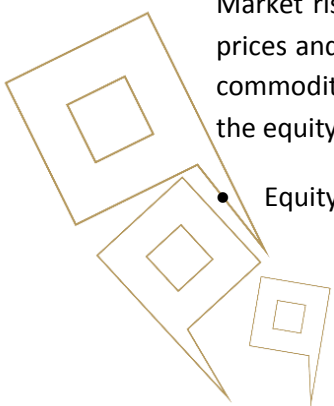 Market ris
prices and
commodit
the equity
• Equity